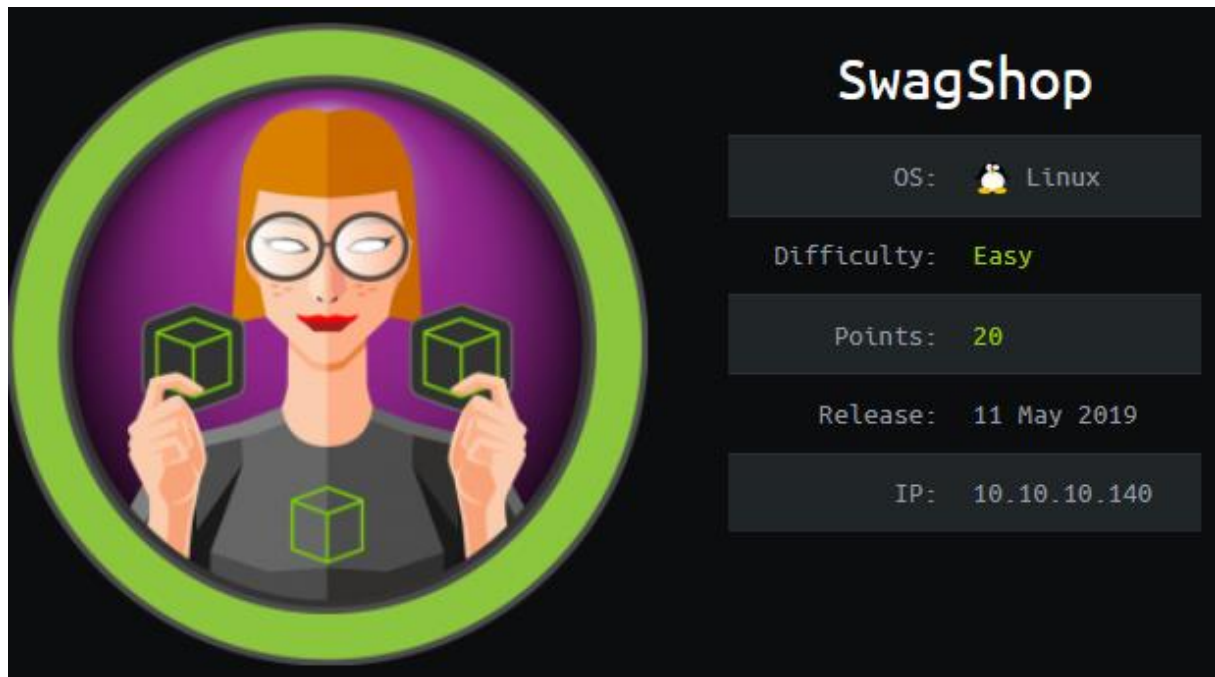 SwagShop
OS: Linux
Difficulty: Easy
Points: 20
Release: 11 May 2019
IP: 10.10.10.140